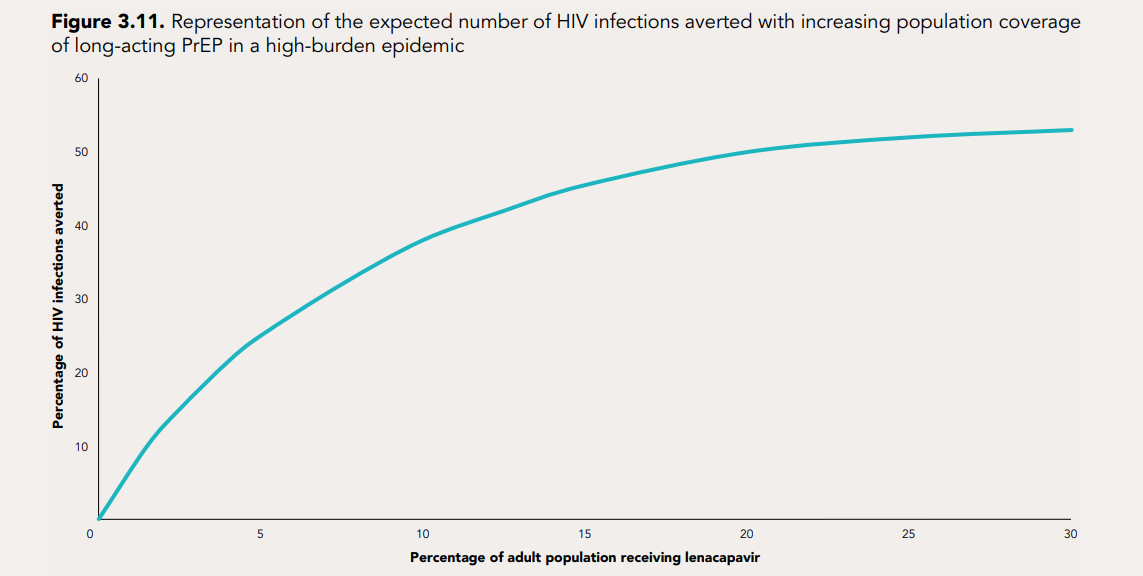 Figure 3.11. Representation of the expected number of HIV infections averted with increasing population coverage
of long-acting PrEP in a high-burden epidemic
60
50
40
30
20
10
Percentage of HIV infections averted
0 5 10 15 20 25 30
Percentage of adult population receiving lenacapavir